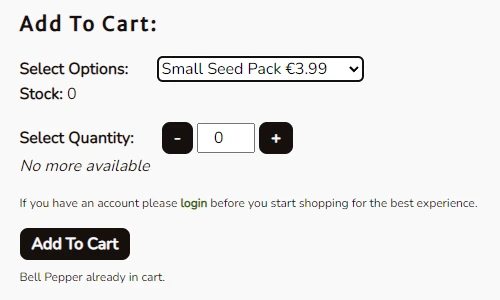 Add To Cart:
Select Options: Small Seed Pack €3.99
Stock: 0
Select Quantity: - 0 +
No more available
If you have an account please login before you start shopping for the best experience.
Add To Cart
Bell Pepper already in cart.